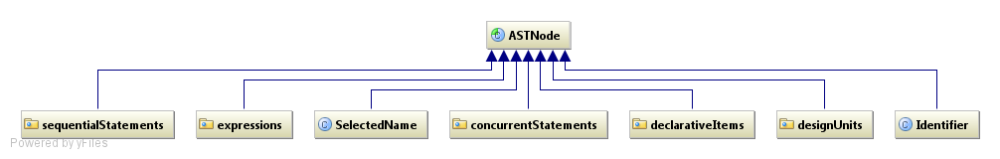 ASTNode
sequentialStatements
expressions
SelectedName
concurrentStatements
declarativeItems
designUnits
Identifier
Powered by yFiles